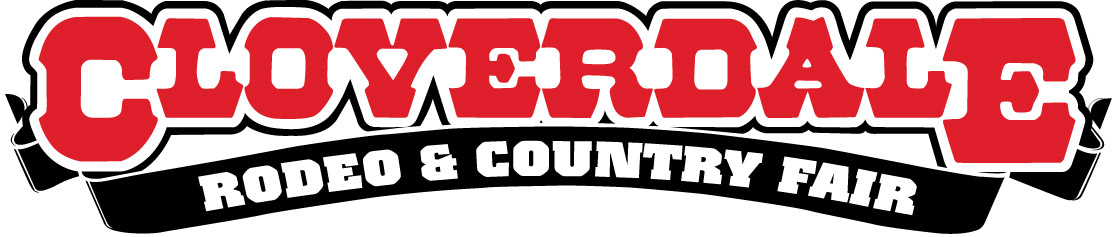 CLOVERDALE
RODEO & COUNTRY FAIR